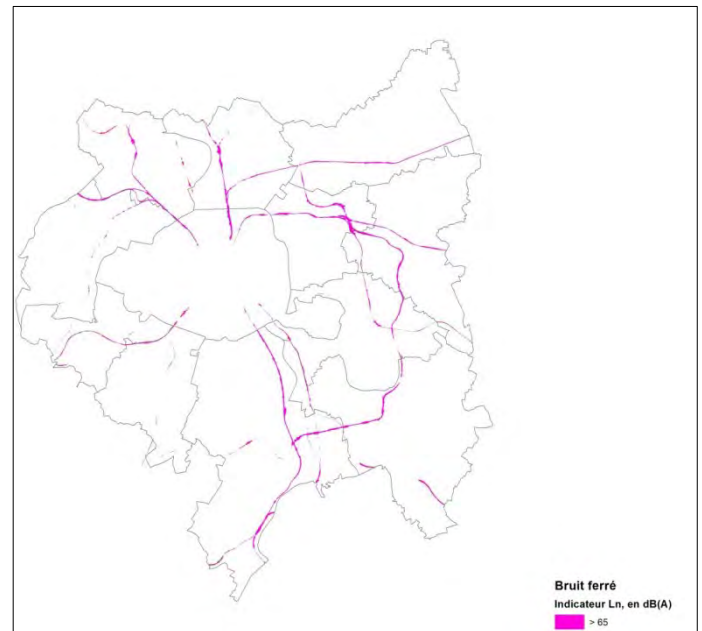 Bruit ferré
Indicateur Ln, en dB(A)
> 65